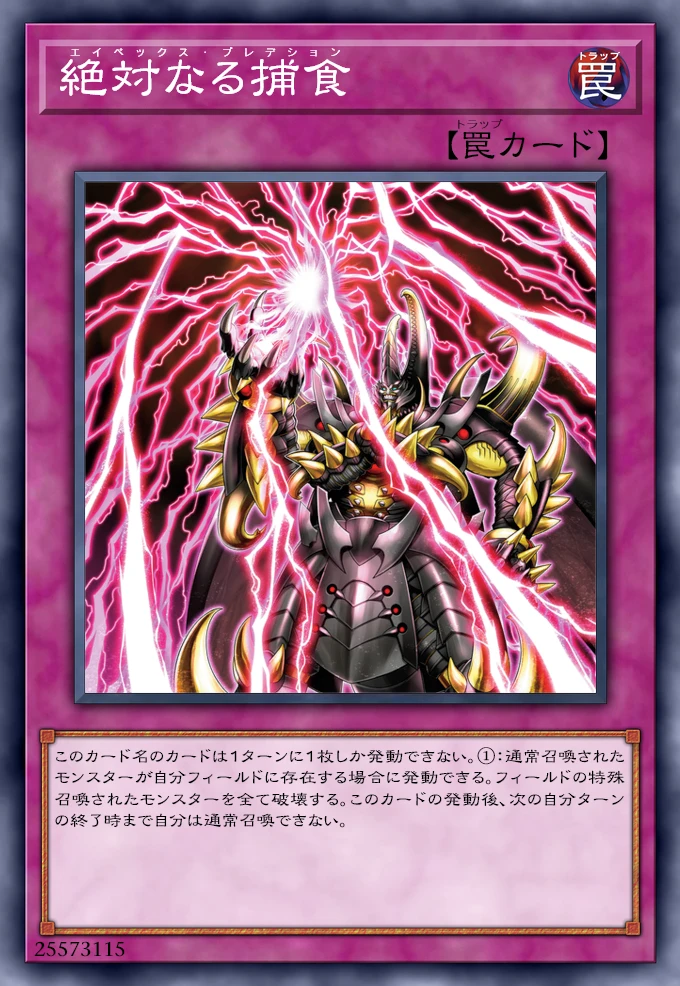 エイペックス・プレデション
絶対なる捕食
トラップ
罠
トラップ
【罠カード】
このカード名のカードは1ターンに1枚しか発動できない。①:通常召喚された
モンスターが自分フィールドに存在する場合に発動できる。フィールドの特殊
召喚されたモンスターを全て破壊する。このカードの発動後、次の自分ターン
の終了時まで自分は通常召喚できない。
25573115